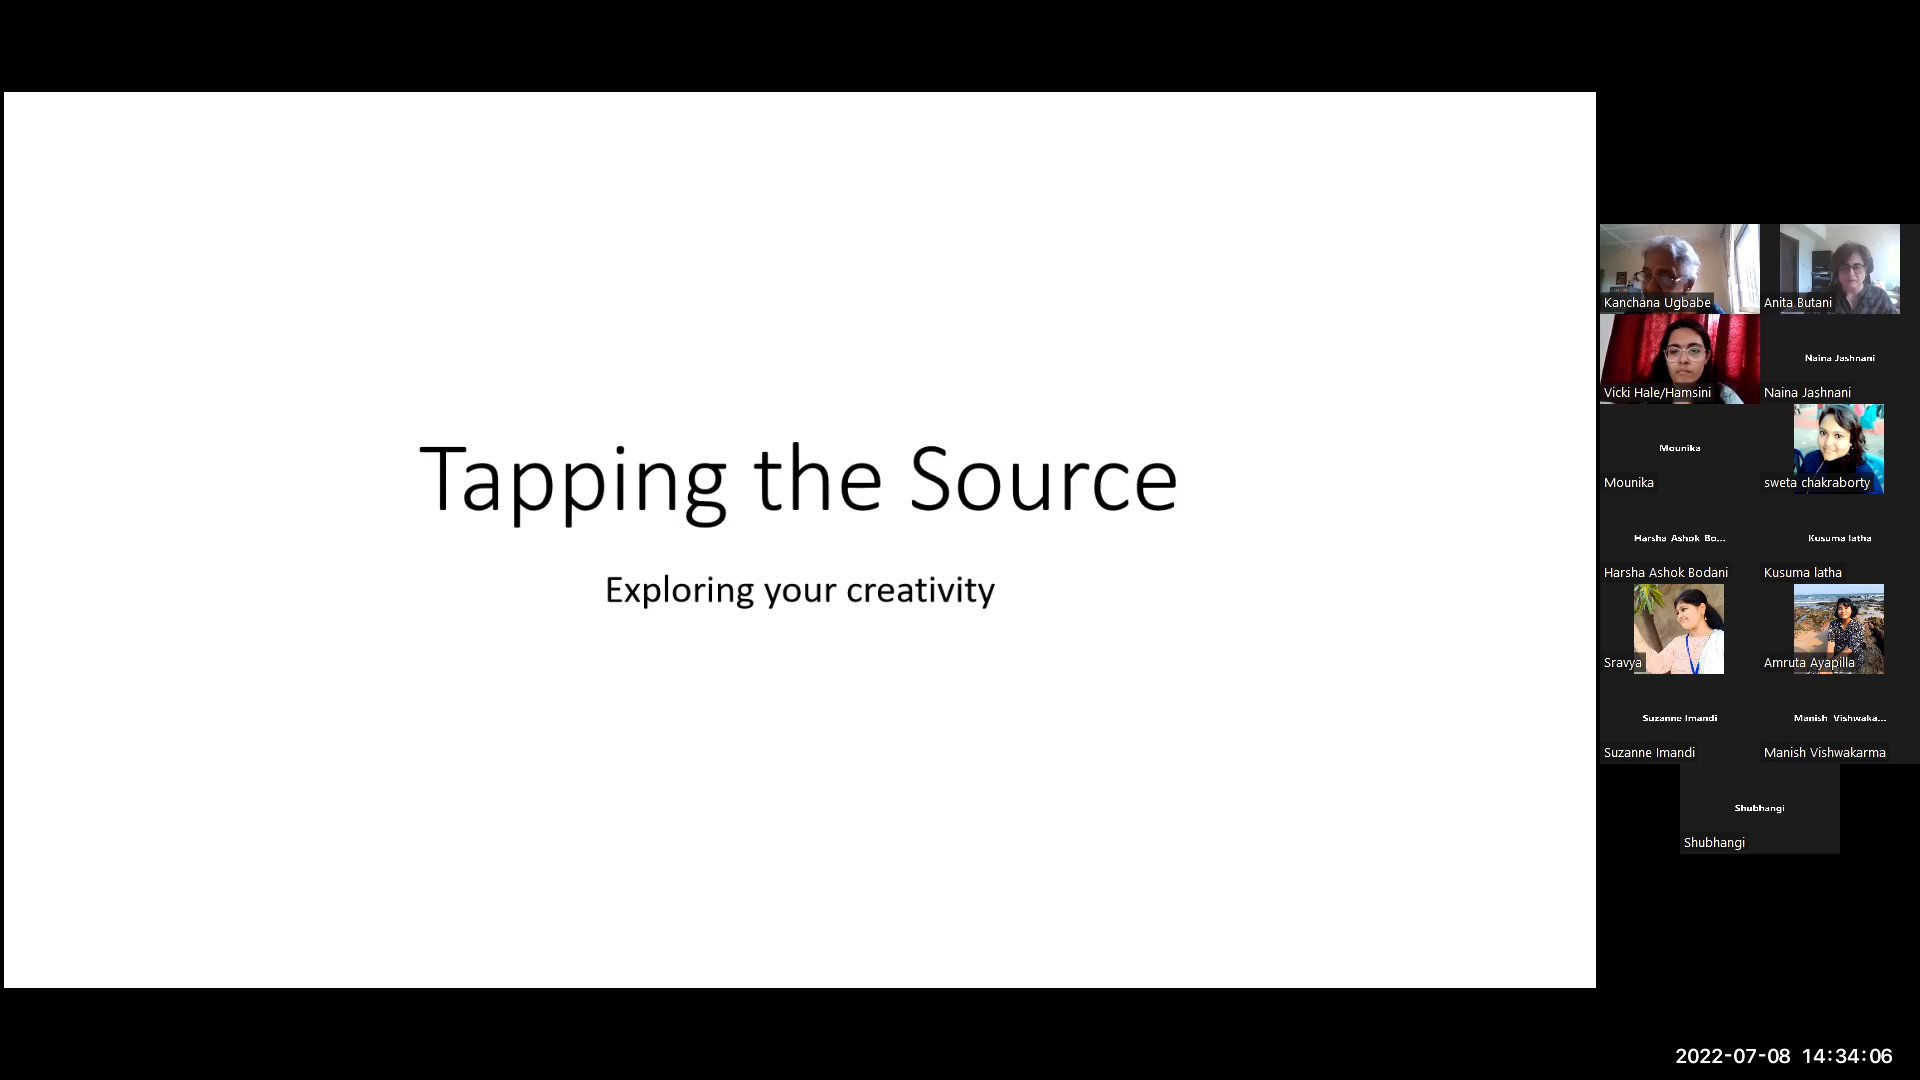 Tapping the Source
Exploring your creativity
Kanchana Ugbabe
Anita Butani
Vicki Hale/Hamsini
Naina Jashnani
Naina Jashnani
Mounika
Mounika
sweta chakraborty
Harsha Ashok Bo...
Harsha Ashok Bodani
Kusuma latha
Kusuma latha
Sravya
Amruta Ayapilla
Suzanne Imandi
Suzanne Imandi
Manish Vishwaka...
Manish Vishwakarma
Shubhangi
Shubhangi
2022-07-08 14:34:06